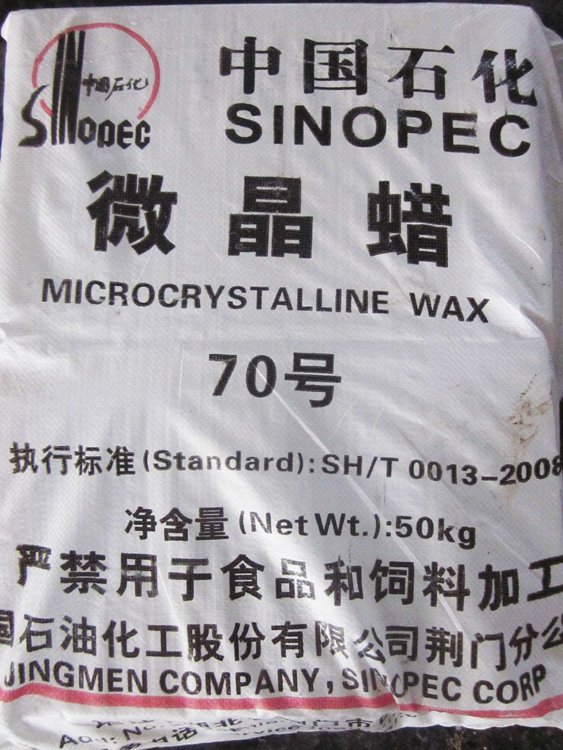 中国石化
SINOPEC
中国石化
SINOPEC
微晶蜡
MICROCRYSTALLINE WAX
70号
执行标准(Standard):SH/T 0013-2008
净含量(Net Wt.):50kg
严禁用于食品和饲料加工
国石油化工股份有限公司荆门分公
JINGMEN COMPANY, SINOPEC CORP